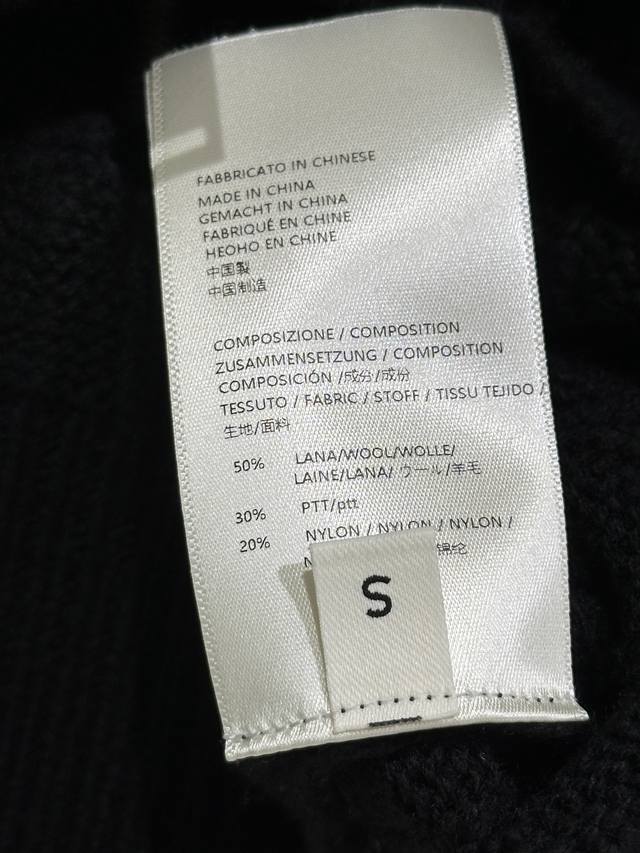 FABBRICATO IN CHINESE
MADE IN CHINA
GEMACHT IN CHINA
FABRIQUÉ EN CHINE
HEOHO EN CHINE
中国製
中国制造
COMPOSIZIONE / COMPOSITION
ZUSAMMENSETZUNG / COMPOSITION
COMPOSICIÓN /成分/成份
TESSUTO / FABRIC / STOFF / TISSU TEJIDO /
生地/面料
50% LANA/WOOL/WOLLE/
LAINE/LANA/ ウール/羊毛
30% PTT/ptt
20% NYLON / NYLON / NYLON /
锦纶
S